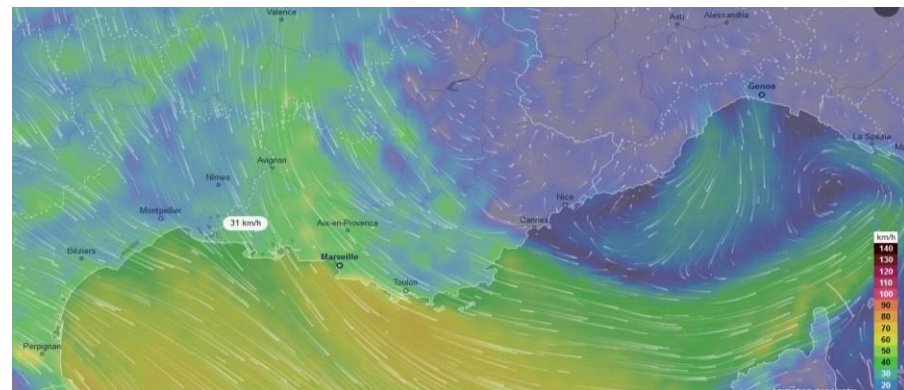 Valence
Asti
Alessandria
Genoa
La Spezia
Avignon
Nîmes
Montpellier
31 km/h
Aix-en-Provence
Nice
Cannes
Béziers
Marseille
Toulon
Perpignan
km/h
140
130
120
110
100
90
80
70
60
50
40
30
20